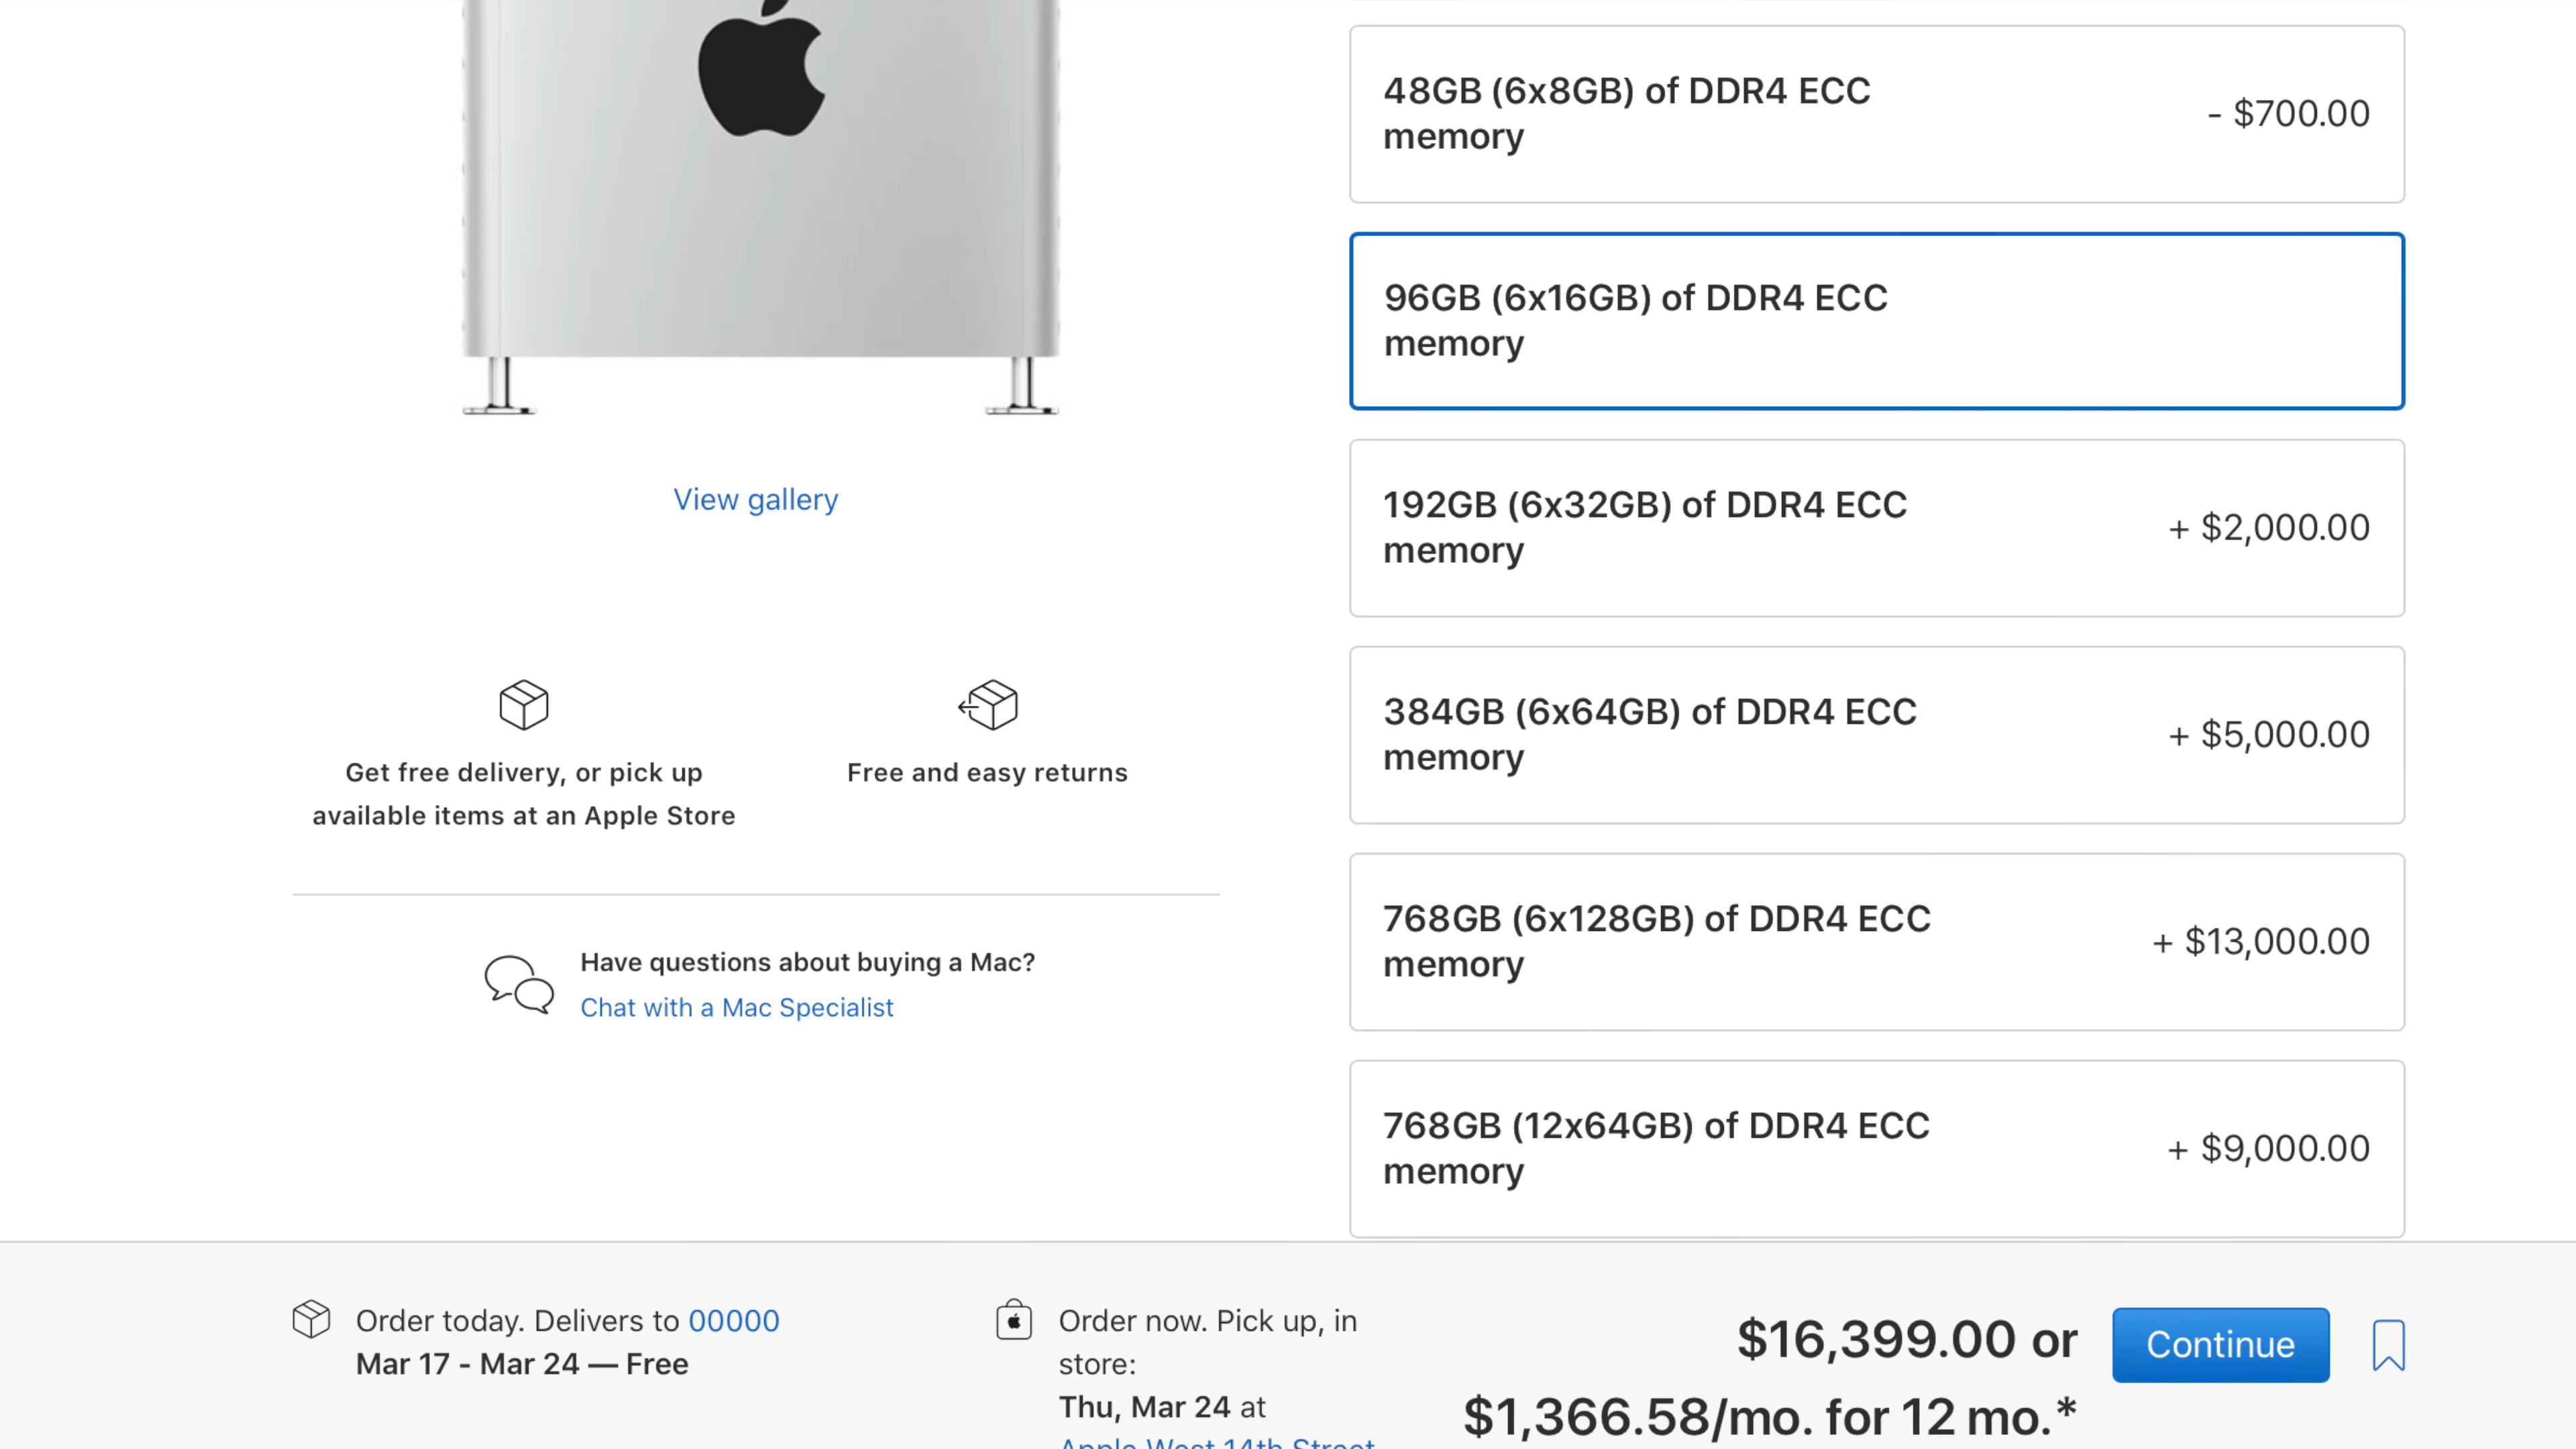 48GB (6x8GB) of DDR4 ECC
memory
- $700.00
96GB (6x16GB) of DDR4 ECC
memory
192GB (6x32GB) of DDR4 ECC
memory
+ $2,000.00
384GB (6x64GB) of DDR4 ECC
memory
+ $5,000.00
768GB (6x128GB) of DDR4 ECC
memory
+ $13,000.00
768GB (12x64GB) of DDR4 ECC
memory
+ $9,000.00
View gallery
Get free delivery, or pick up
available items at an Apple Store
Free and easy returns
Have questions about buying a Mac?
Chat with a Mac Specialist
Order today. Delivers to 00000
Mar 17 - Mar 24 — Free
Order now. Pick up, in
store:
Thu, Mar 24 at
Apple West 14th Street
$16,399.00 or
$1,366.58/mo. for 12 mo.*
Continue